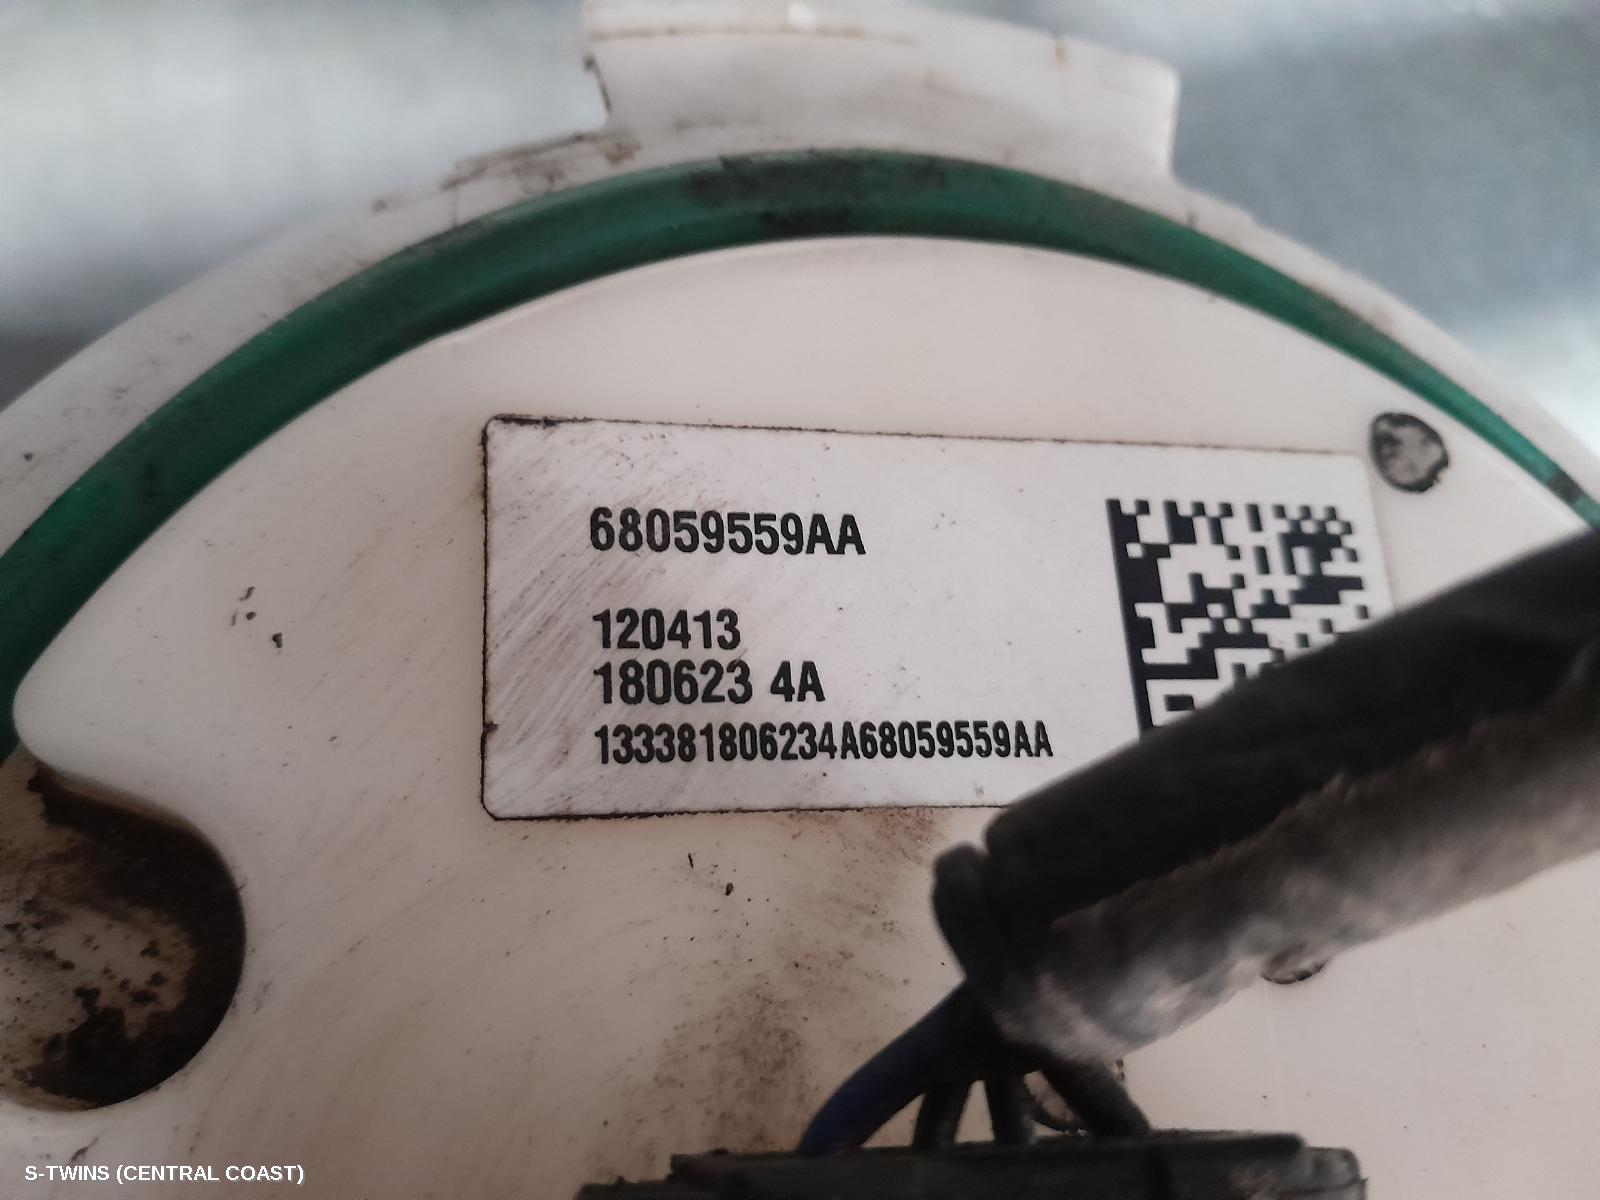 68059559AA
120413
180623 4A
133381806234A68059559AA
S-TWINS (CENTRAL COAST)